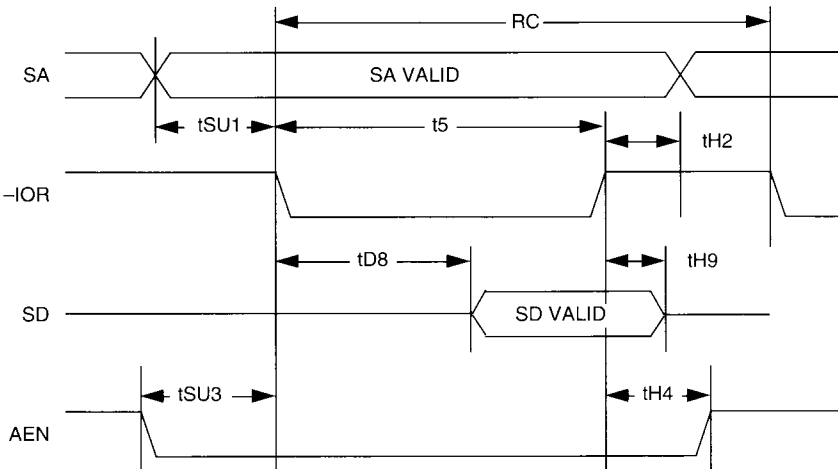 RC
SA
SA VALID
tSU1
t5
tH2
–IOR
tD8
tH9
SD
SD VALID
tSU3
tH4
AEN